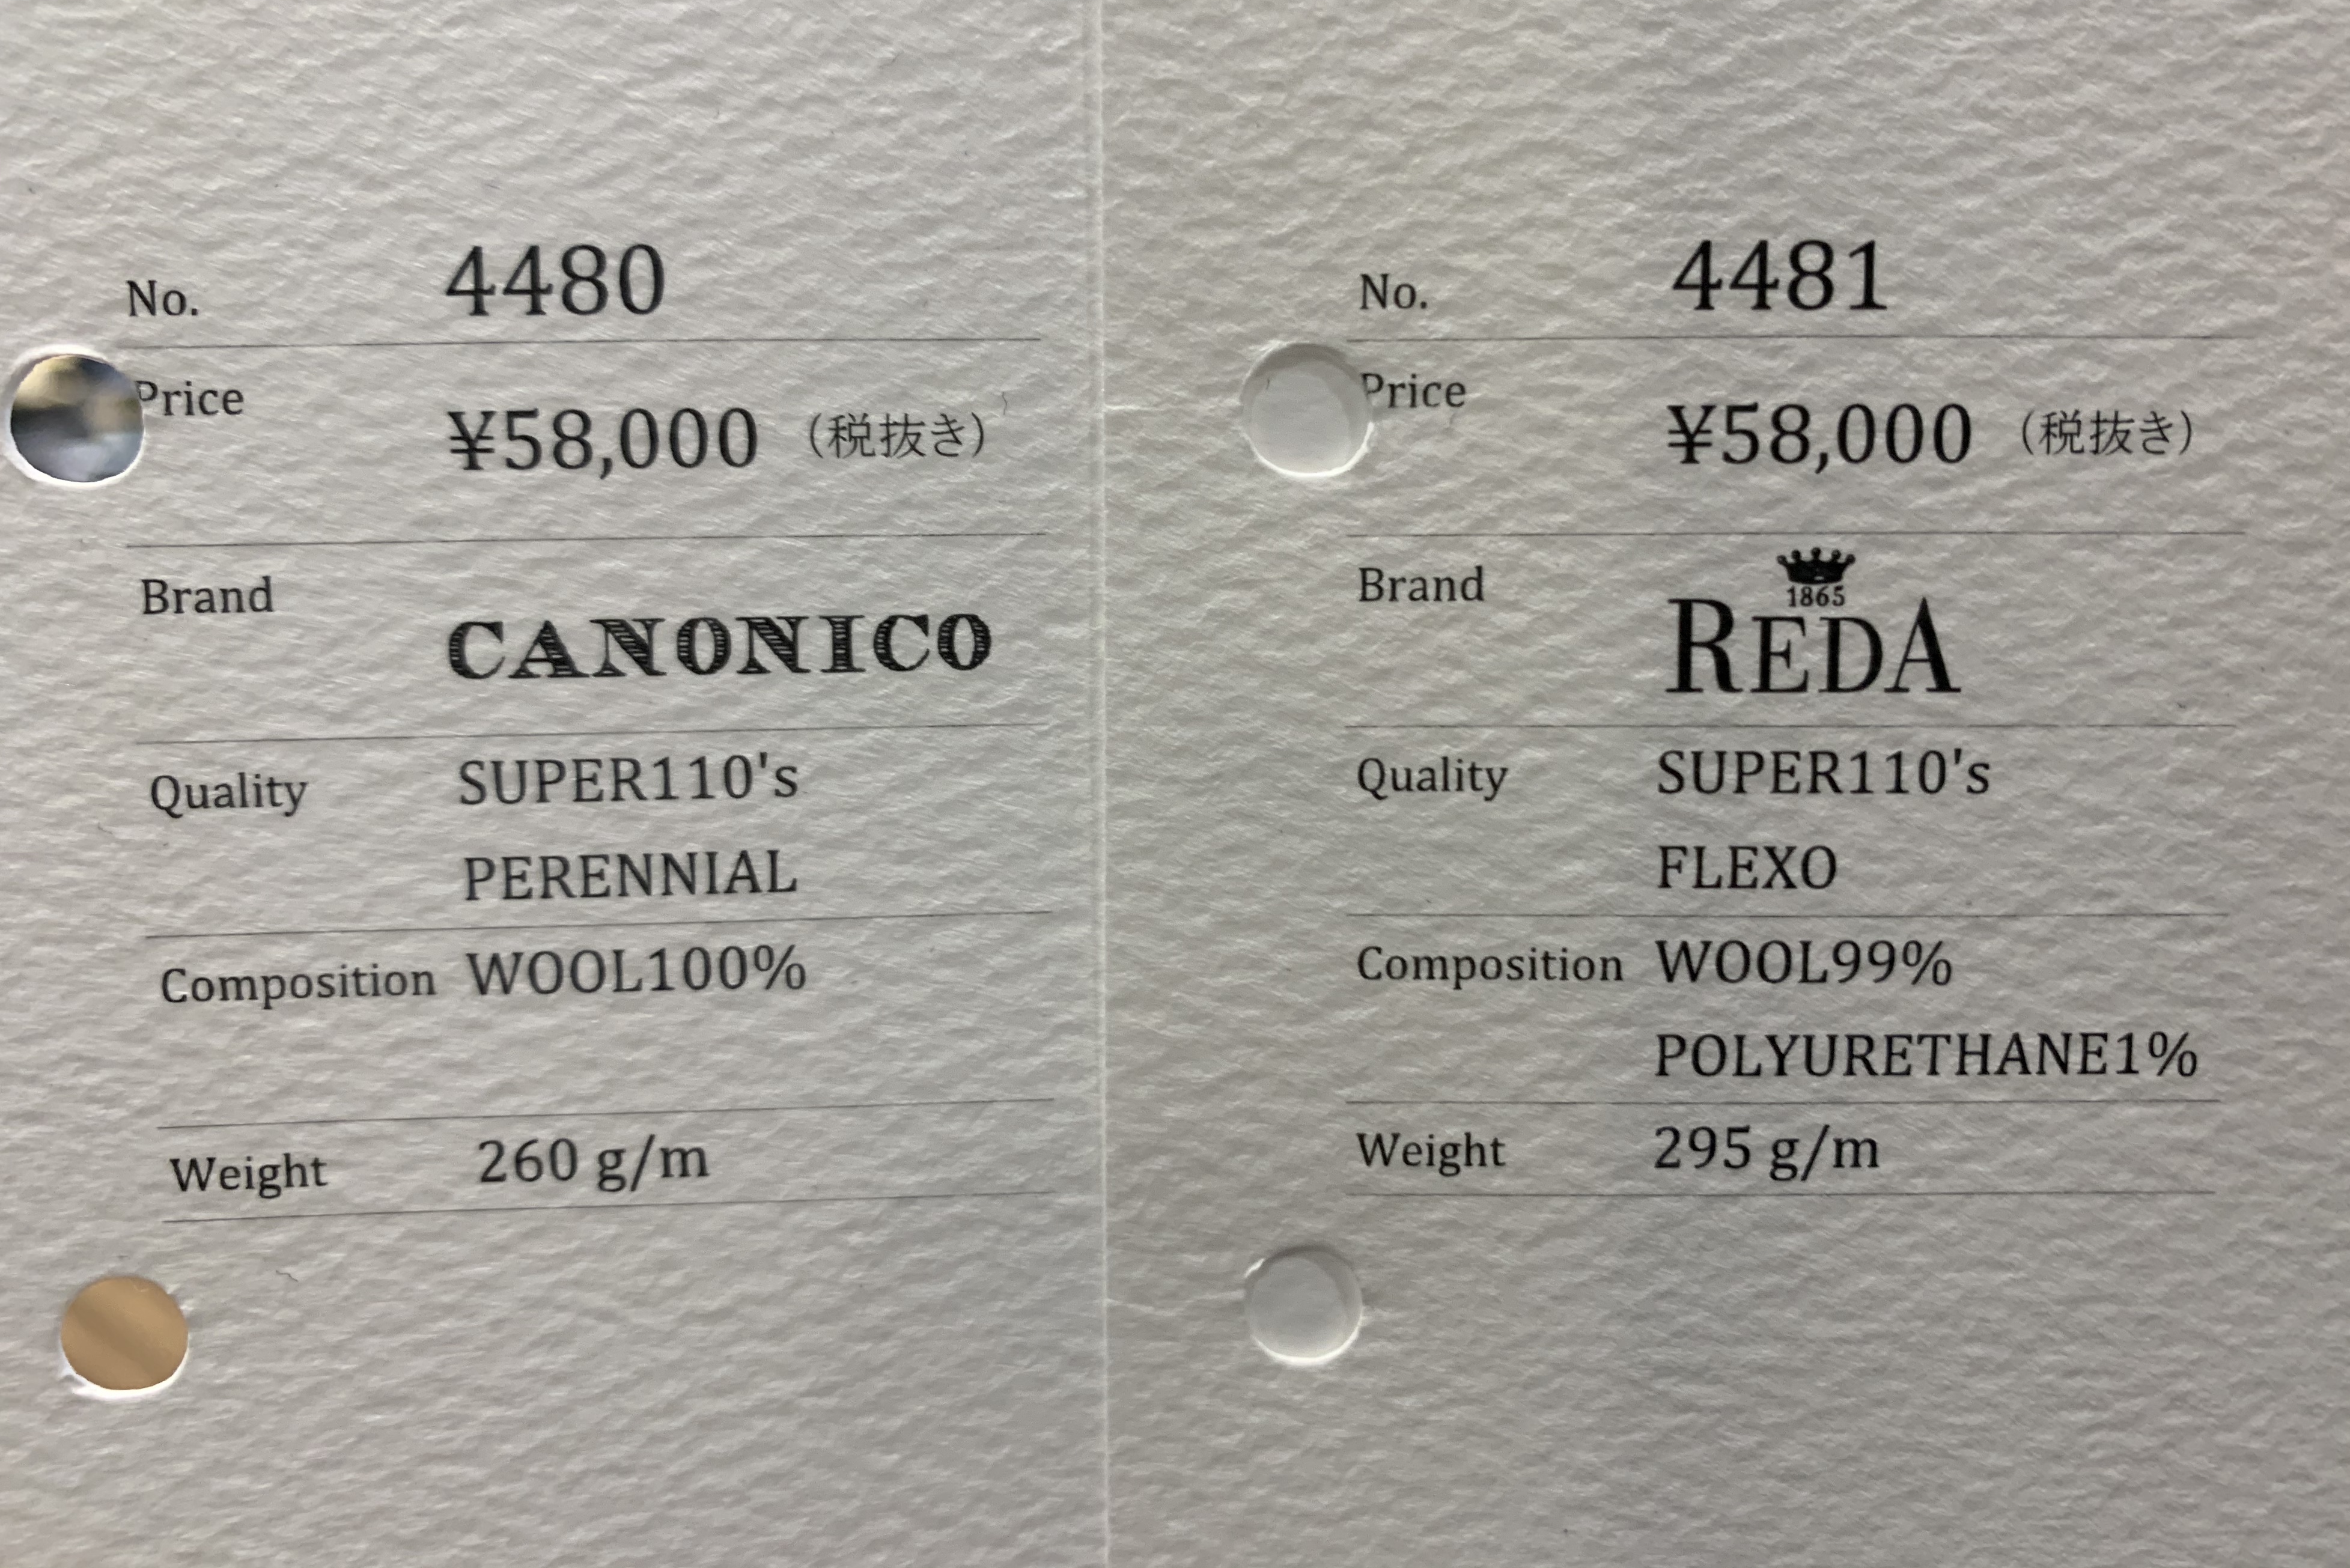 No. 4480
Price
¥58,000 (税抜き)
Brand
CANONICO
Quality SUPER110's
PERENNIAL
Composition WOOL100%
Weight 260 g/m
No. 4481
Price
¥58,000 (税抜き)
Brand
1865
REDA
Quality SUPER110's
FLEXO
Composition WOOL99%
POLYURETHANE1%
Weight 295 g/m